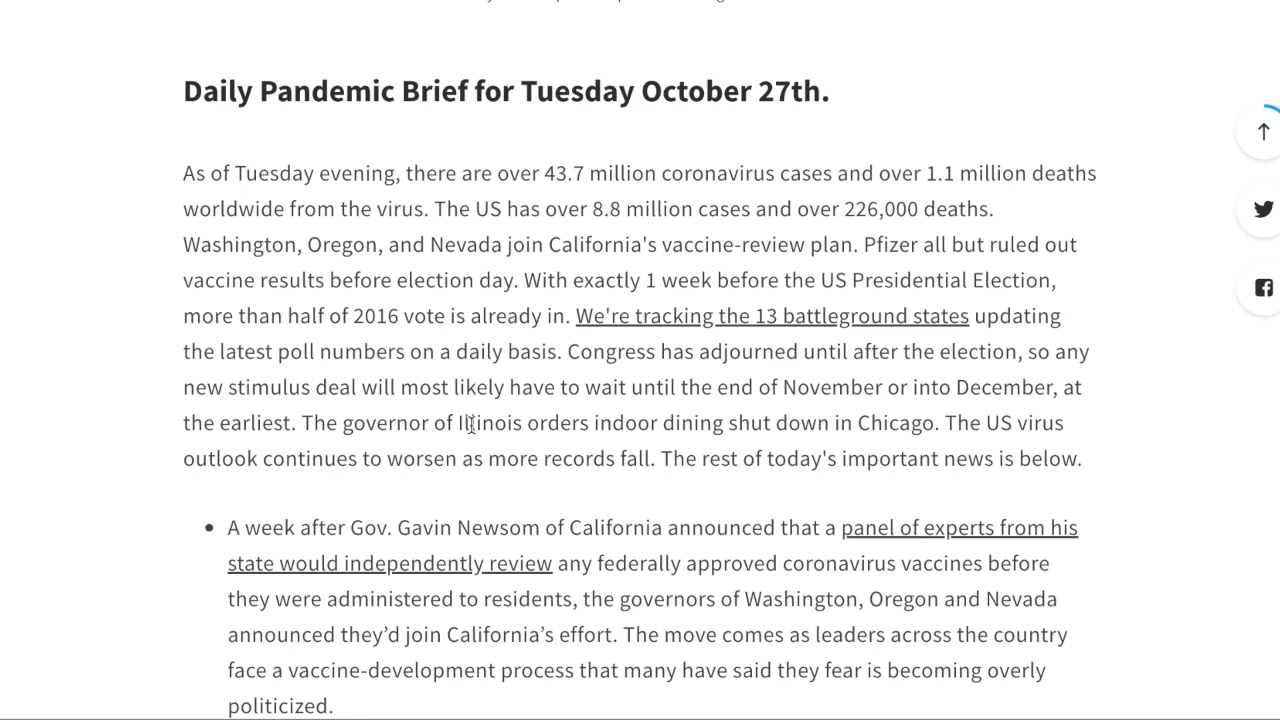 Daily Pandemic Brief for Tuesday October 27th.
As of Tuesday evening, there are over 43.7 million coronavirus cases and over 1.1 million deaths
worldwide from the virus. The US has over 8.8 million cases and over 226,000 deaths.
Washington, Oregon, and Nevada join California's vaccine-review plan. Pfizer all but ruled out
vaccine results before election day. With exactly 1 week before the US Presidential Election,
more than half of 2016 vote is already in. We're tracking the 13 battleground states updating
the latest poll numbers on a daily basis. Congress has adjourned until after the election, so any
new stimulus deal will most likely have to wait until the end of November or into December, at
the earliest. The governor of Illinois orders indoor dining shut down in Chicago. The US virus
outlook continues to worsen as more records fall. The rest of today's important news is below.
• A week after Gov. Gavin Newsom of California announced that a panel of experts from his
state would independently review any federally approved coronavirus vaccines before
they were administered to residents, the governors of Washington, Oregon and Nevada
announced they’d join California’s effort. The move comes as leaders across the country
face a vaccine-development process that many have said they fear is becoming overly
politicized.